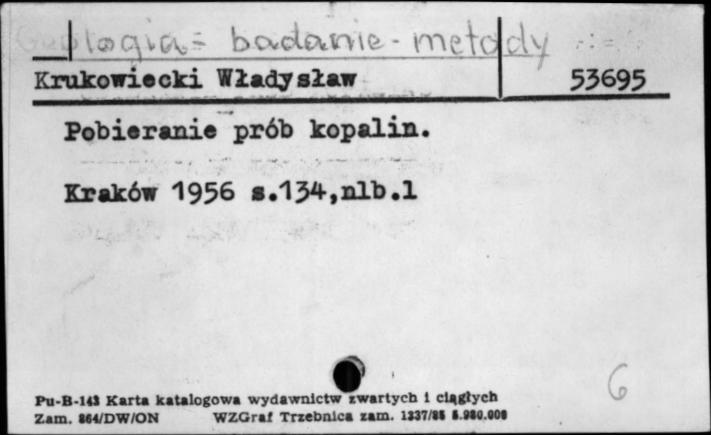 Geologia - badanie - metody
Krukowiecki Władysław 53695
Pobieranie prób kopalin.
Kraków 1956 s.134,nlb.1
6
Pu-B-143 Karta katalogowa wydawnictw zwartych i ciągłych
Zam. 864/DW/ON WZGraf Trzebnica zam. 1337/85 5.980.000